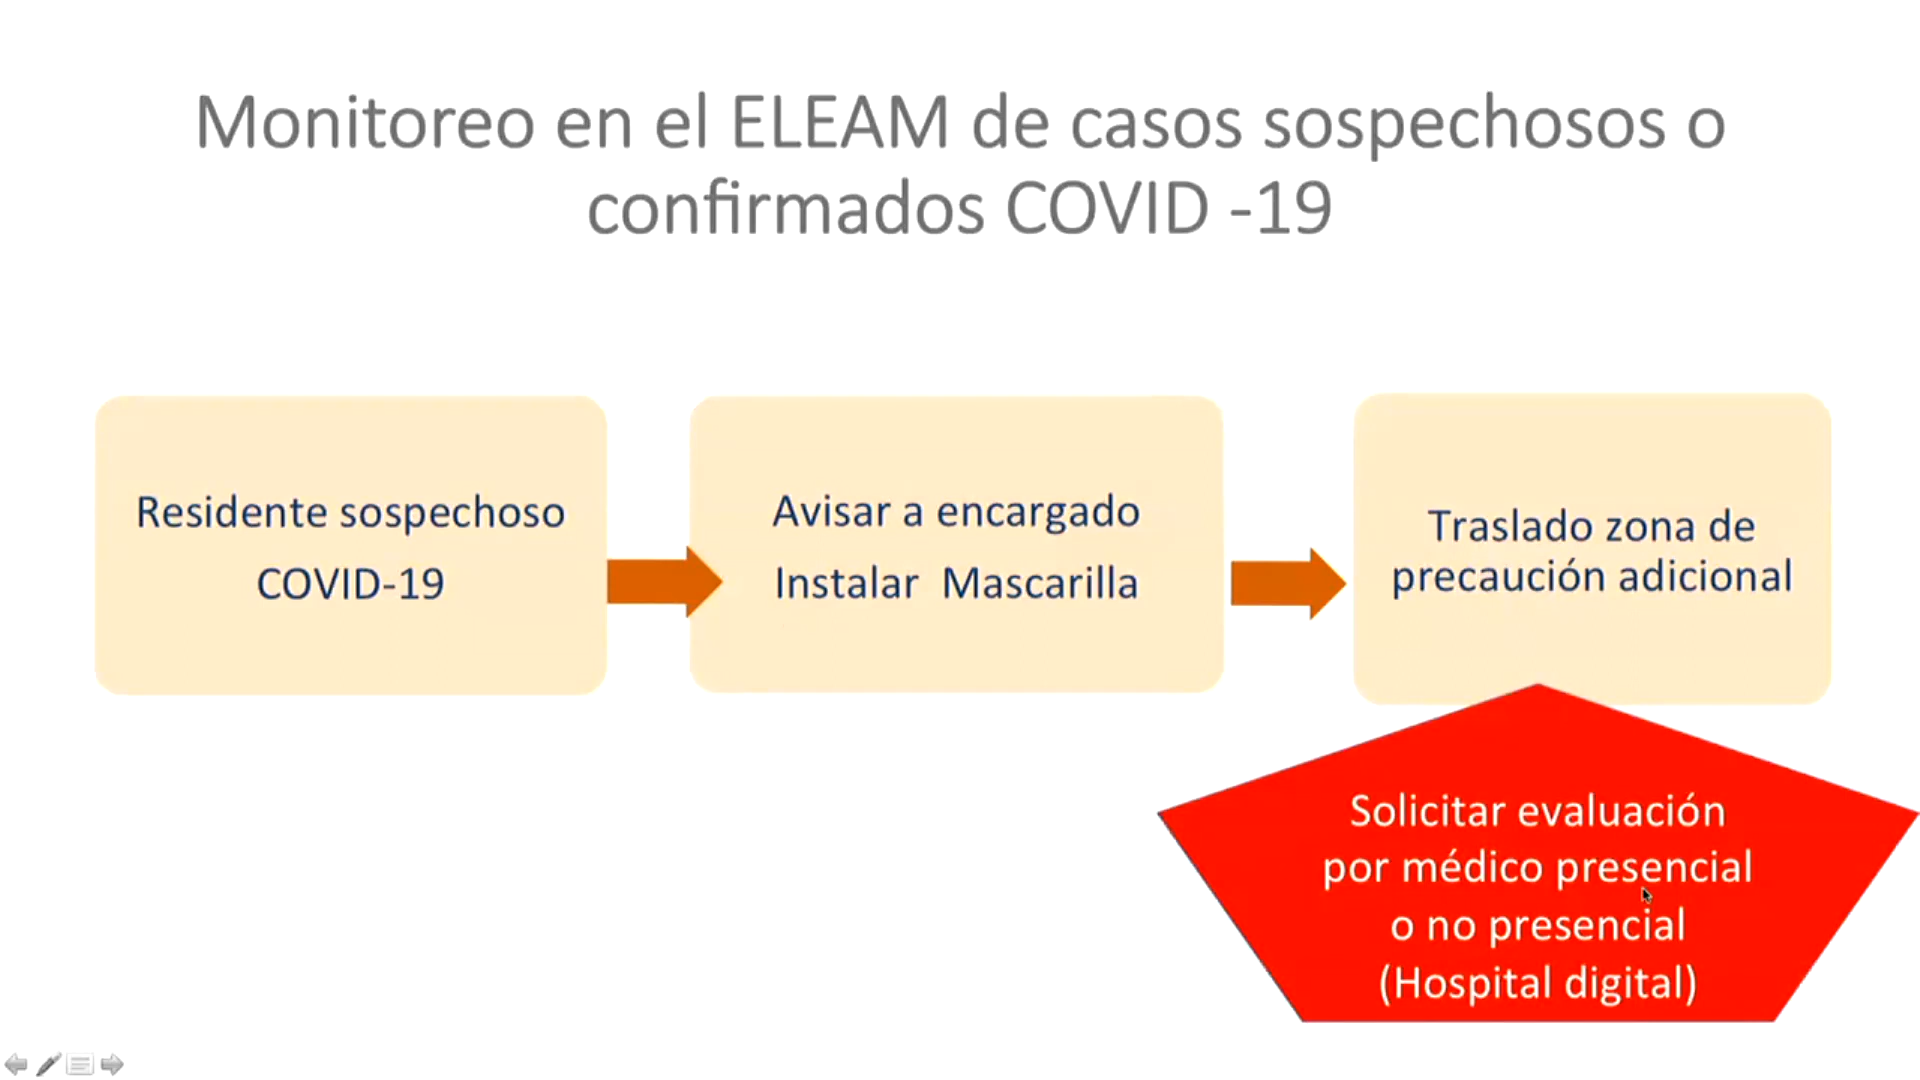 Monitoreo en el ELEAM de casos sospechosos o
confirmados COVID -19
Residente sospechoso
COVID-19
Avisar a encargado
Instalar Mascarilla
Traslado zona de
precaución adicional
Solicitar evaluación
por médico presencial
o no presencial
(Hospital digital)